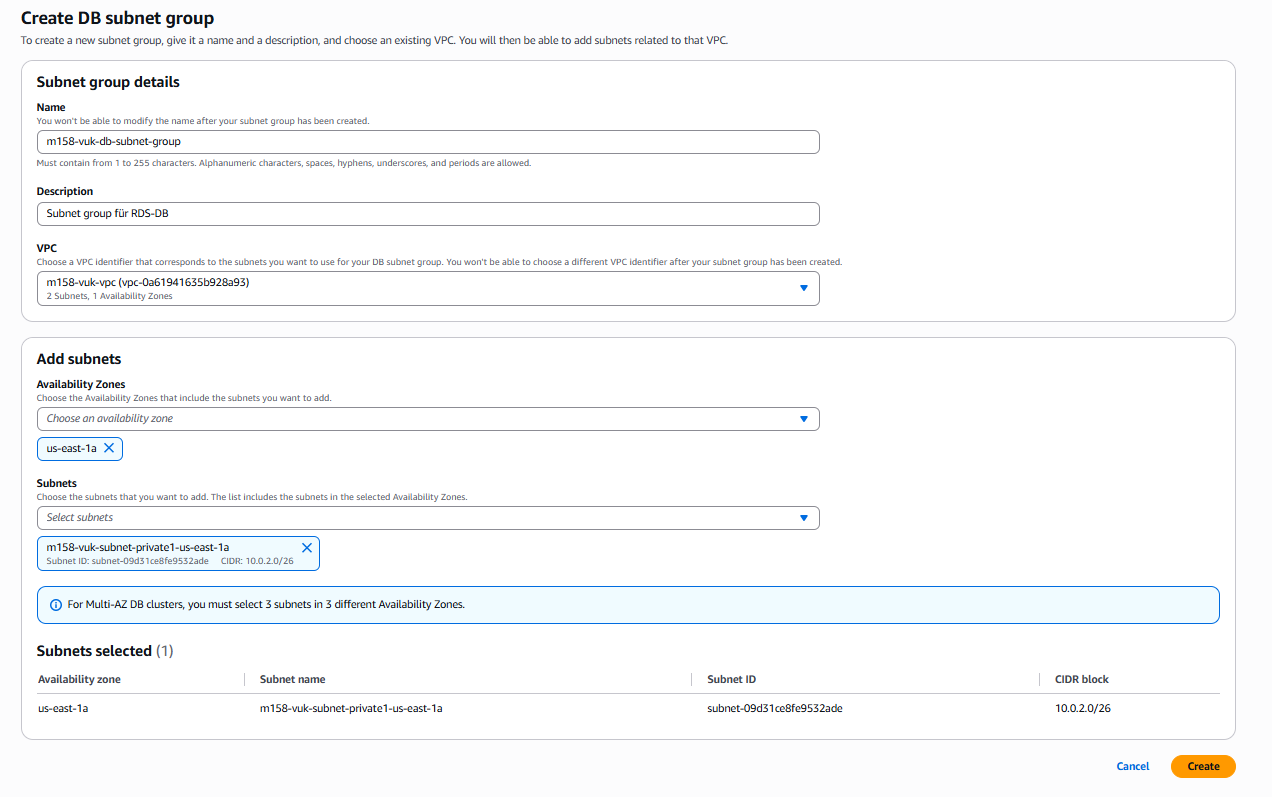 Create DB subnet group
To create a new subnet group, give it a name and a description, and choose an existing VPC. You will then be able to add subnets related to that VPC.
Subnet group details
Name
You won't be able to modify the name after your subnet group has been created.
m158-vuk-db-subnet-group
Must contain from 1 to 255 characters. Alphanumeric characters, spaces, hyphens, underscores, and periods are allowed.
Description
Subnet group für RDS-DB
VPC
Choose a VPC identifier that corresponds to the subnets you want to use for your DB subnet group. You won't be able to choose a different VPC identifier after your subnet group has been created.
m158-vuk-vpc (vpc-0a61941635b928a93)
2 Subnets, 1 Availability Zones
Add subnets
Availability Zones
Choose the Availability Zones that include the subnets you want to add.
Choose an availability zone
us-east-1a
Subnets
Choose the subnets that you want to add. The list includes the subnets in the selected Availability Zones.
Select subnets
m158-vuk-subnet-private1-us-east-1a
Subnet ID: subnet-09d31ce8fe9532ade CIDR: 10.0.2.0/26
For Multi-AZ DB clusters, you must select 3 subnets in 3 different Availability Zones.
Subnets selected (1)
Availability zone Subnet name Subnet ID CIDR block
us-east-1a m158-vuk-subnet-private1-us-east-1a subnet-09d31ce8fe9532ade 10.0.2.0/26
Cancel Create